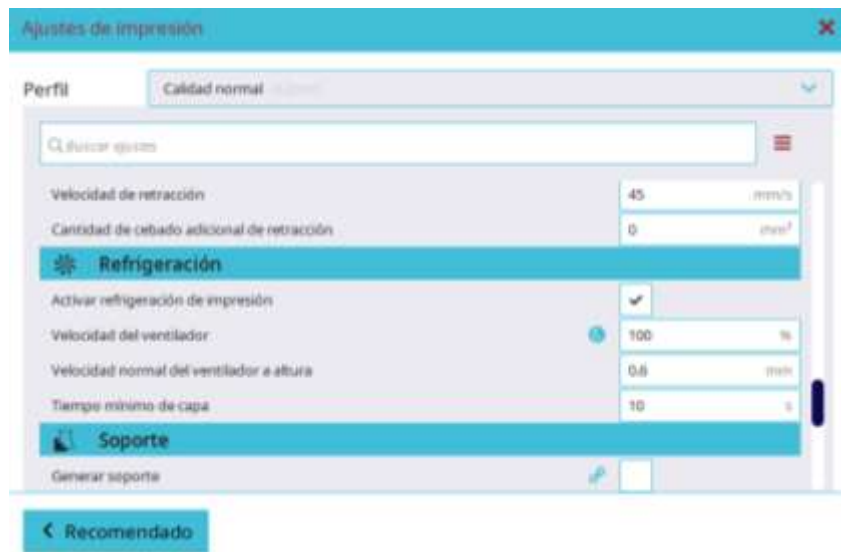 Ajustes de impresión
Perfil
Calidad normal
Buscar ajustes
Velocidad de retracción 45 mm/s
Cantidad de cebado adicional de retracción 0 mm³
Refrigeración
Activar refrigeración de impresión
Velocidad del ventilador 100 %
Velocidad normal del ventilador a altura 0.6 mm
Tiempo mínimo de capa 10 s
Soporte
Generar soporte
Recomendado